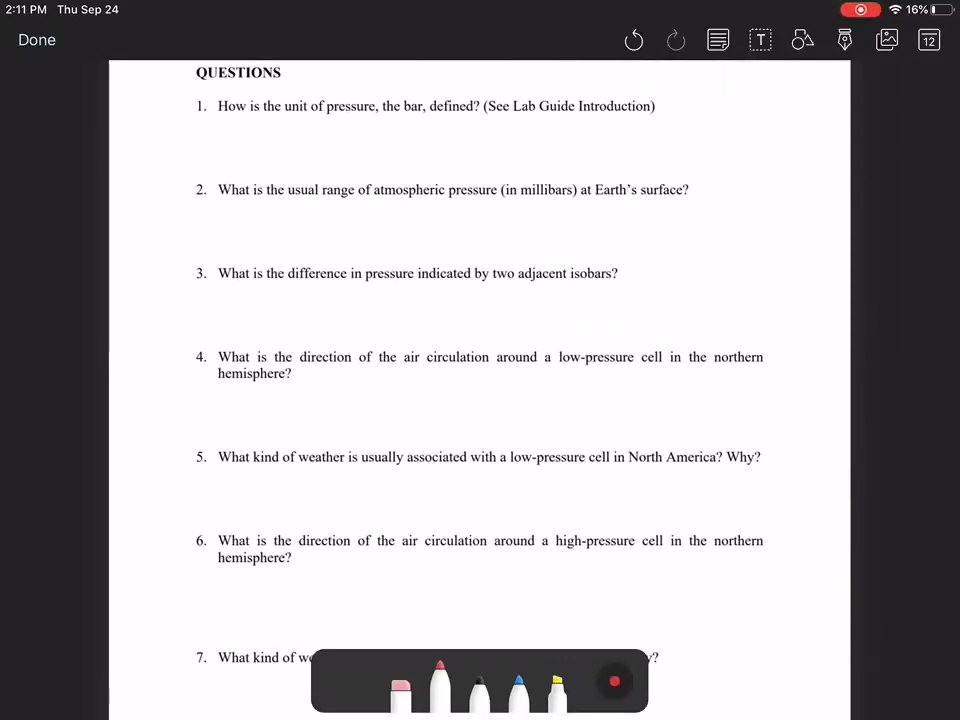 2:11 PM Thu Sep 24 16%
Done T 12
QUESTIONS
1. How is the unit of pressure, the bar, defined? (See Lab Guide Introduction)
2. What is the usual range of atmospheric pressure (in millibars) at Earth's surface?
3. What is the difference in pressure indicated by two adjacent isobars?
4. What is the direction of the air circulation around a low-pressure cell in the northern
hemisphere?
5. What kind of weather is usually associated with a low-pressure cell in North America? Why?
6. What is the direction of the air circulation around a high-pressure cell in the northern
hemisphere?
7. What kind of